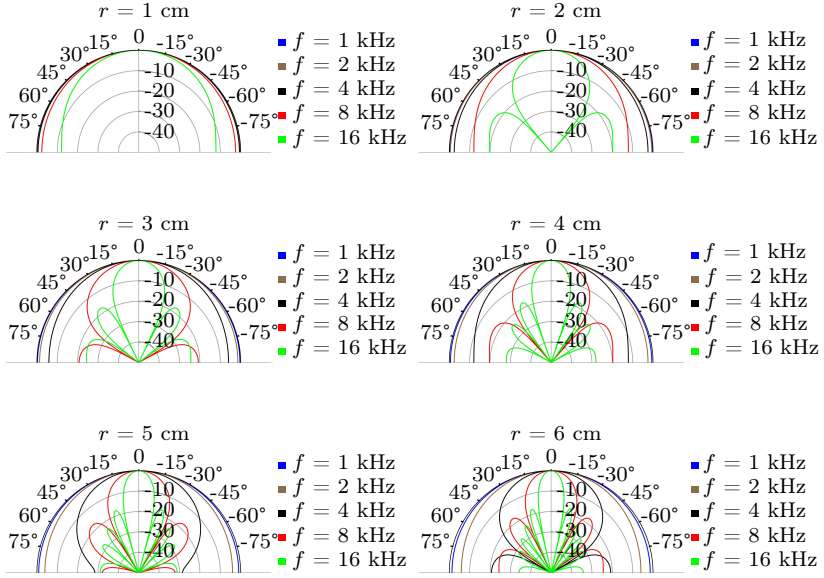 r = 1 cm
0
15° -15°
30° -30°
45° -45°
60° -60°
75° -75°
-10
-20
-30
-40
f = 1 kHz
f = 2 kHz
f = 4 kHz
f = 8 kHz
f = 16 kHz
r = 2 cm
0
15° -15°
30° -30°
45° -45°
60° -60°
75° -75°
-10
-20
-30
-40
f = 1 kHz
f = 2 kHz
f = 4 kHz
f = 8 kHz
f = 16 kHz
r = 3 cm
0
15° -15°
30° -30°
45° -45°
60° -60°
75° -75°
-10
-20
-30
-40
f = 1 kHz
f = 2 kHz
f = 4 kHz
f = 8 kHz
f = 16 kHz
r = 4 cm
0
15° -15°
30° -30°
45° -45°
60° -60°
75° -75°
-10
-20
-30
-40
f = 1 kHz
f = 2 kHz
f = 4 kHz
f = 8 kHz
f = 16 kHz
r = 5 cm
0
15° -15°
30° -30°
45° -45°
60° -60°
75° -75°
-10
-20
-30
-40
f = 1 kHz
f = 2 kHz
f = 4 kHz
f = 8 kHz
f = 16 kHz
r = 6 cm
0
15° -15°
30° -30°
45° -45°
60° -60°
75° -75°
-10
-20
-30
-40
f = 1 kHz
f = 2 kHz
f = 4 kHz
f = 8 kHz
f = 16 kHz